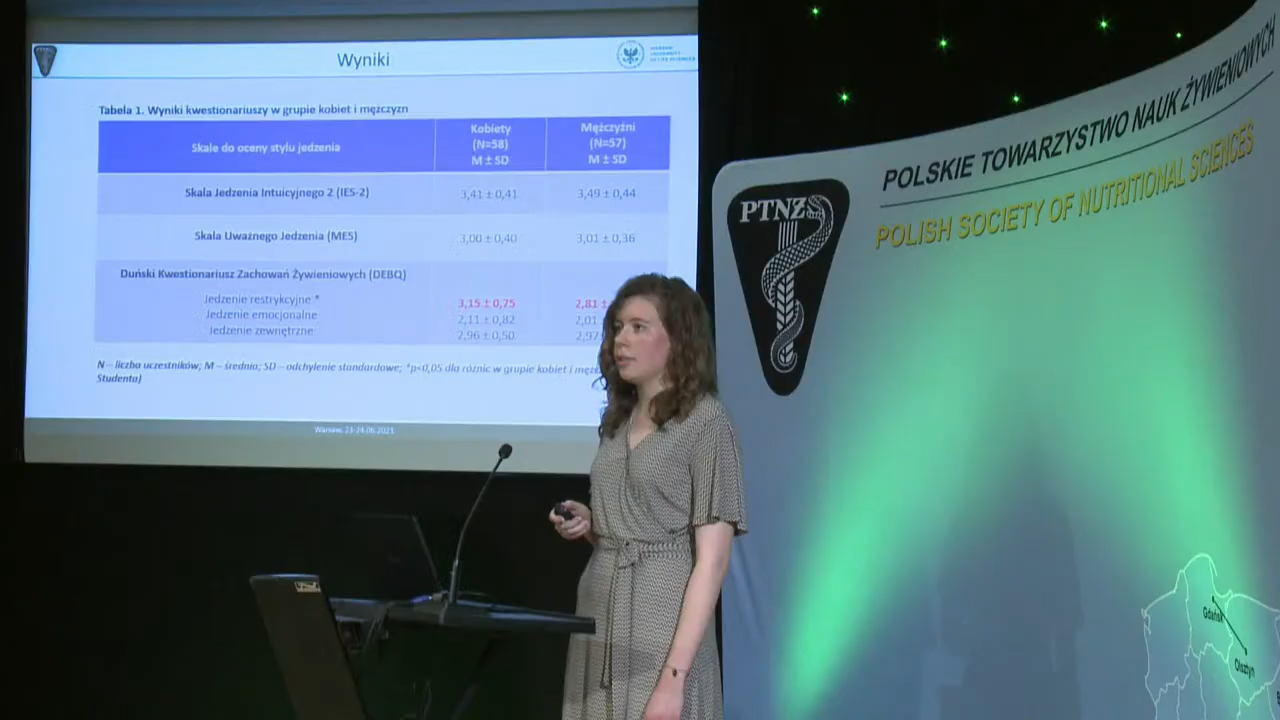 Wyniki
Tabela 1. Wyniki kwestionariuszy w grupie kobiet i mężczyzn
Skale do oceny stylu jedzenia
Kobiety
(N=58)
M ± SD
Mężczyźni
(N=57)
M ± SD
Skala Jedzenia Intuicyjnego 2 (IES-2)
3,41 ± 0,41
3,49 ± 0,44
Skala Uważnego Jedzenia (MES)
3,00 ± 0,40
3,01 ± 0,36
Duński Kwestionariusz Zachowań Żywieniowych (DEBQ)
Jedzenie restrykcyjne *
3,15 ± 0,75
2,81 ±
Jedzenie emocjonalne
2,11 ± 0,82
2,01
Jedzenie zewnętrzne
2,96 ± 0,50
2,97
N – liczba uczestników; M – średnia; SD – odchylenie standardowe; *p<0,05 dla różnic w grupie kobiet i
Studenta)
Warsaw, 23-24.06.2021
POLSKIE TOWARZYSTWO NAUK ŻYWIENIOWYCH
POLISH SOCIETY OF NUTRITIONAL SCIENCES
PTNŻ
Gdańsk
Olsztyn